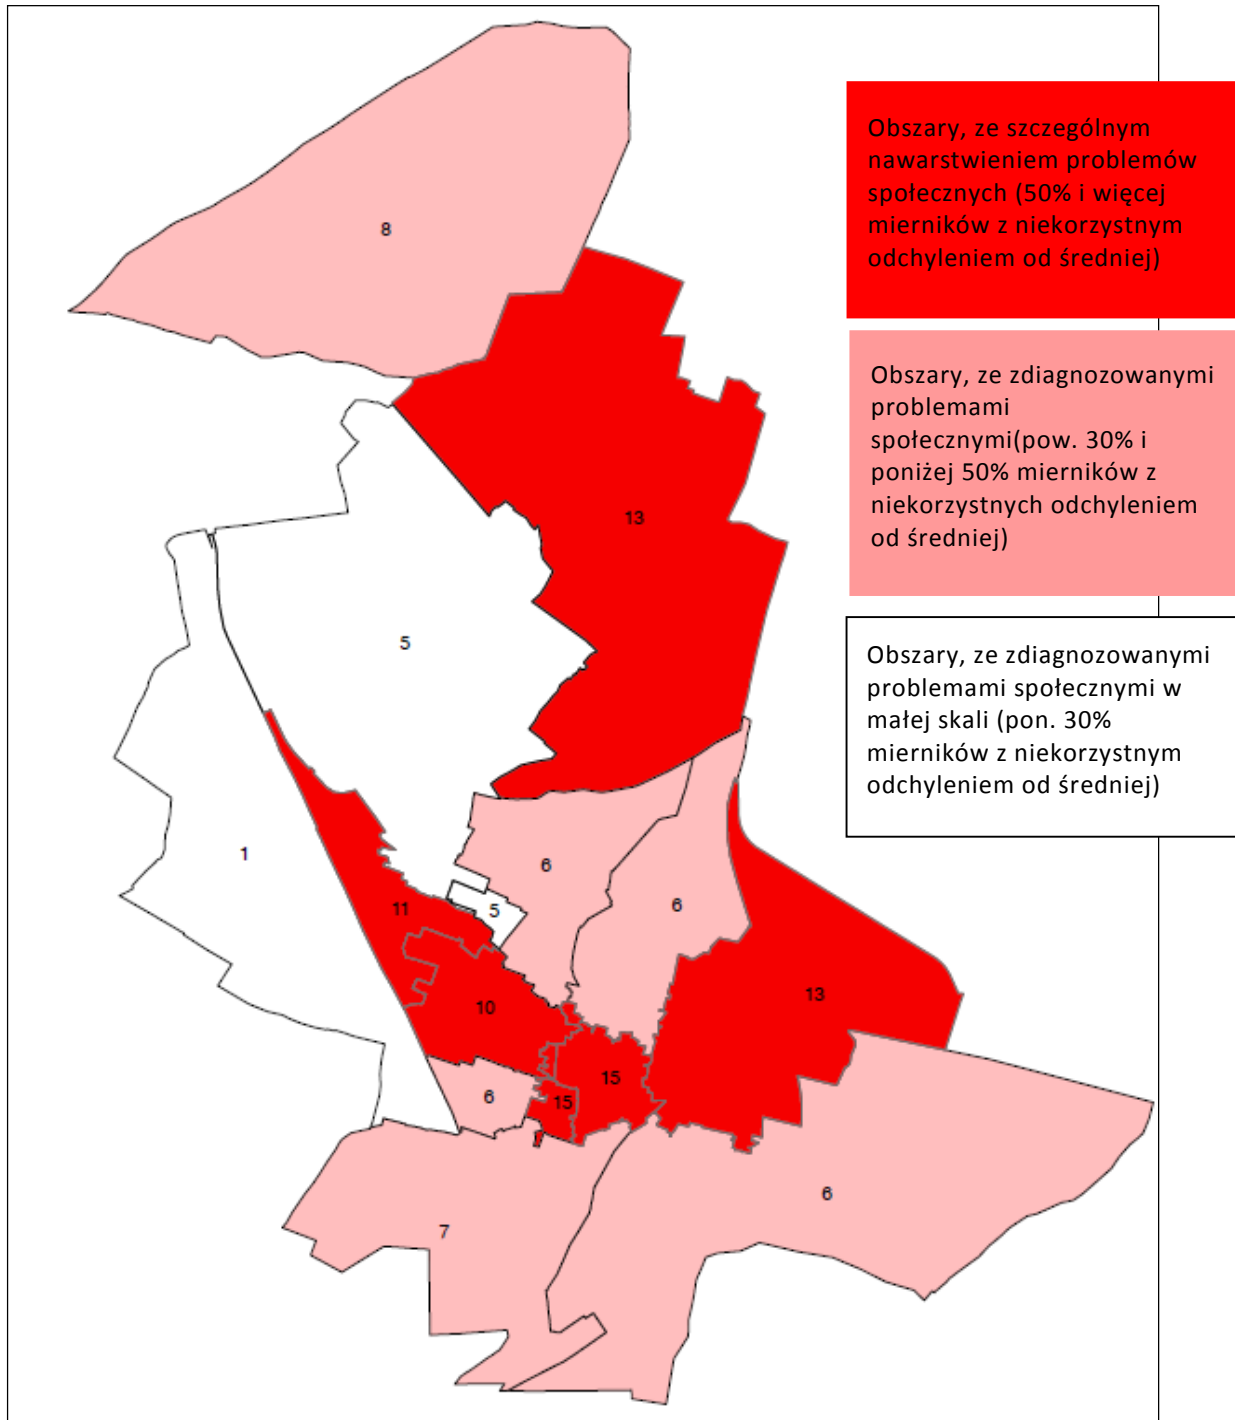 Obszary, ze szczególnym
nawarstwieniem problemów
społecznych (50% i więcej
mierników z niekorzystnym
odchyleniem od średniej)
Obszary, ze zdiagnozowanymi
problemami
społecznymi(pow. 30% i
poniżej 50% mierników z
niekorzystnych odchyleniem
od średniej)
Obszary, ze zdiagnozowanymi
problemami społecznymi w
małej skali (pon. 30%
mierników z niekorzystnym
odchyleniem od średniej)
8
13
5
1
6
6
5
11
10
13
15
15
6
6
7